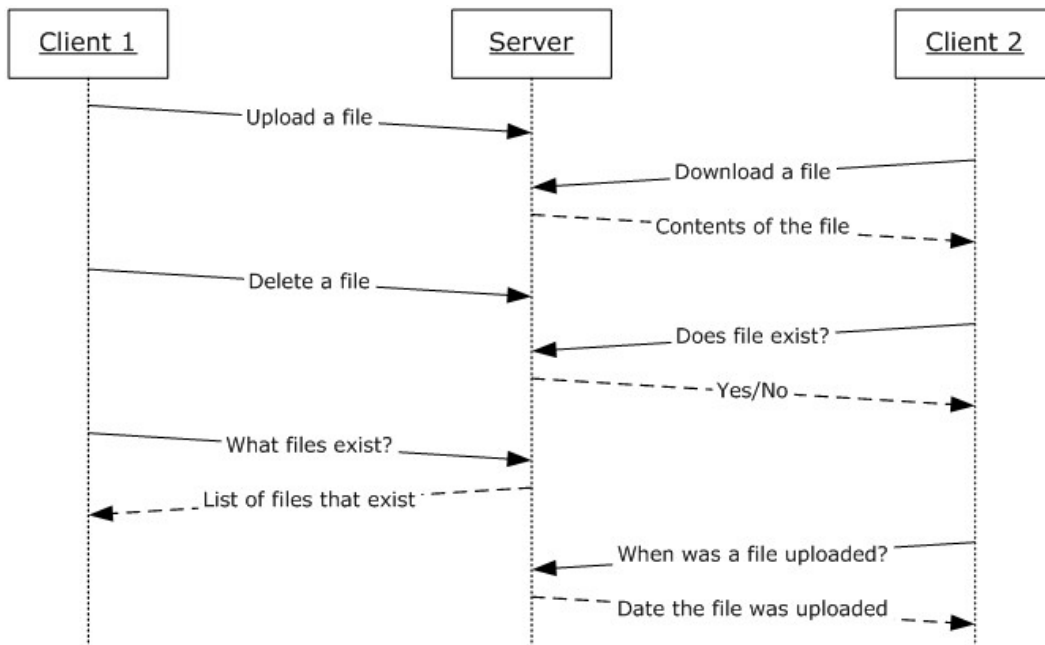 Client 1
Server
Client 2
Upload a file
Download a file
Contents of the file
Delete a file
Does file exist?
Yes/No
What files exist?
List of files that exist
When was a file uploaded?
Date the file was uploaded